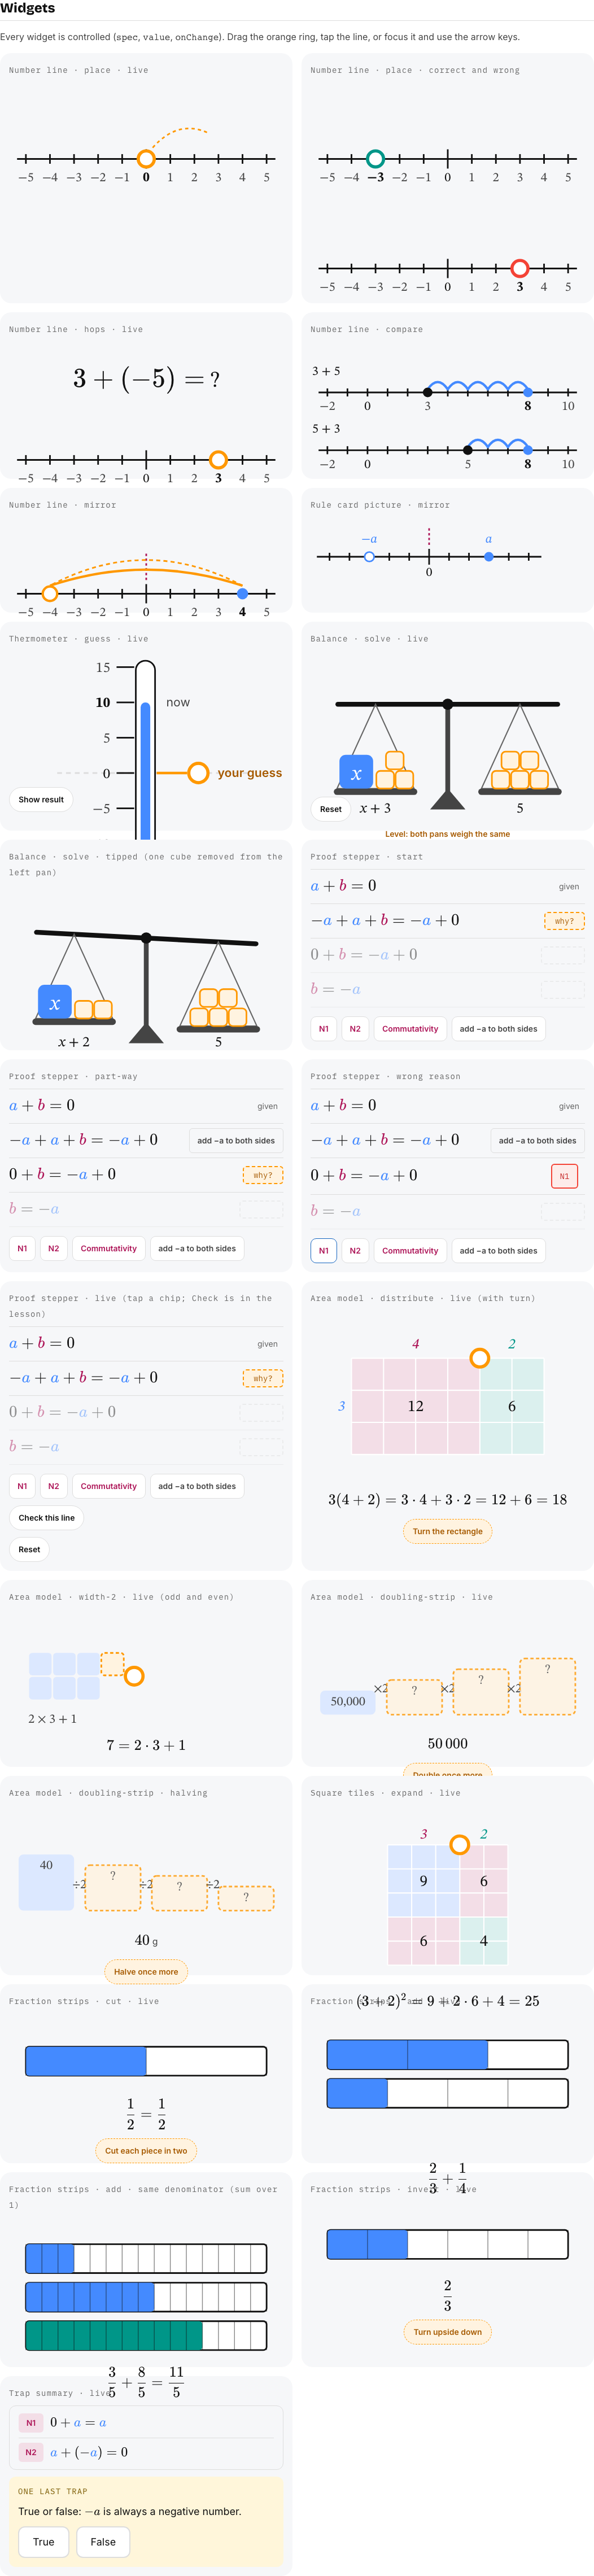 Widgets
Every widget is controlled (spec, value, onChange). Drag the orange ring, tap the line, or focus it and use the arrow keys.
Number line · place · live
−5 −4 −3 −2 −1 0 1 2 3 4 5
Number line · place · correct and wrong
−5 −4 −3 −2 −1 0 1 2 3 4 5
−5 −4 −3 −2 −1 0 1 2 3 4 5
Number line · hops · live
3 + (−5) = ?
−5 −4 −3 −2 −1 0 1 2 3 4 5
Number line · compare
3 + 5
−2 0 3 8 10
5 + 3
−2 0 5 8 10
Number line · mirror
−5 −4 −3 −2 −1 0 1 2 3 4 5
Rule card picture · mirror
−a a
0
Thermometer · guess · live
15
10 now
5
0 your guess
Show result
−5
Balance · solve · live
x
Reset x + 3 5
Level: both pans weigh the same
Balance · solve · tipped (one cube removed from the
left pan)
x
x + 2 5
Proof stepper · start
a + b = 0 given
−a + a + b = −a + 0 why?
0 + b = −a + 0
b = −a
N1 N2 Commutativity add −a to both sides
Proof stepper · part-way
a + b = 0 given
−a + a + b = −a + 0 add −a to both sides
0 + b = −a + 0 why?
b = −a
N1 N2 Commutativity add −a to both sides
Proof stepper · wrong reason
a + b = 0 given
−a + a + b = −a + 0 add −a to both sides
0 + b = −a + 0 N1
b = −a
N1 N2 Commutativity add −a to both sides
Proof stepper · live (tap a chip; Check is in the
lesson)
a + b = 0 given
−a + a + b = −a + 0 why?
0 + b = −a + 0
b = −a
N1 N2 Commutativity add −a to both sides
Check this line
Reset
Area model · distribute · live (with turn)
4 2
3 12 6
3(4 + 2) = 3 · 4 + 3 · 2 = 12 + 6 = 18
Turn the rectangle
Area model · width-2 · live (odd and even)
2 × 3 + 1
7 = 2 · 3 + 1
Area model · doubling-strip · live
50,000 ×2 ? ×2 ? ×2 ?
50 000
Double once more
Area model · doubling-strip · halving
40 ÷2 ? ÷2 ? ÷2 ?
40 g
Halve once more
Square tiles · expand · live
3 2
9 6
6 4
(3 + 2)² = 9 + 2 · 6 + 4 = 25
Fraction strips · cut · live
1/2 = 1/2
Cut each piece in two
Fraction
2/3 + 1/4
Fraction strips · add · same denominator (sum over
1)
3/5 + 8/5 = 11/5
Fraction strips · invert · live
2/3
Turn upside down
Trap summary · live
N1 0 + a = a
N2 a + (−a) = 0
ONE LAST TRAP
True or false: −a is always a negative number.
True False